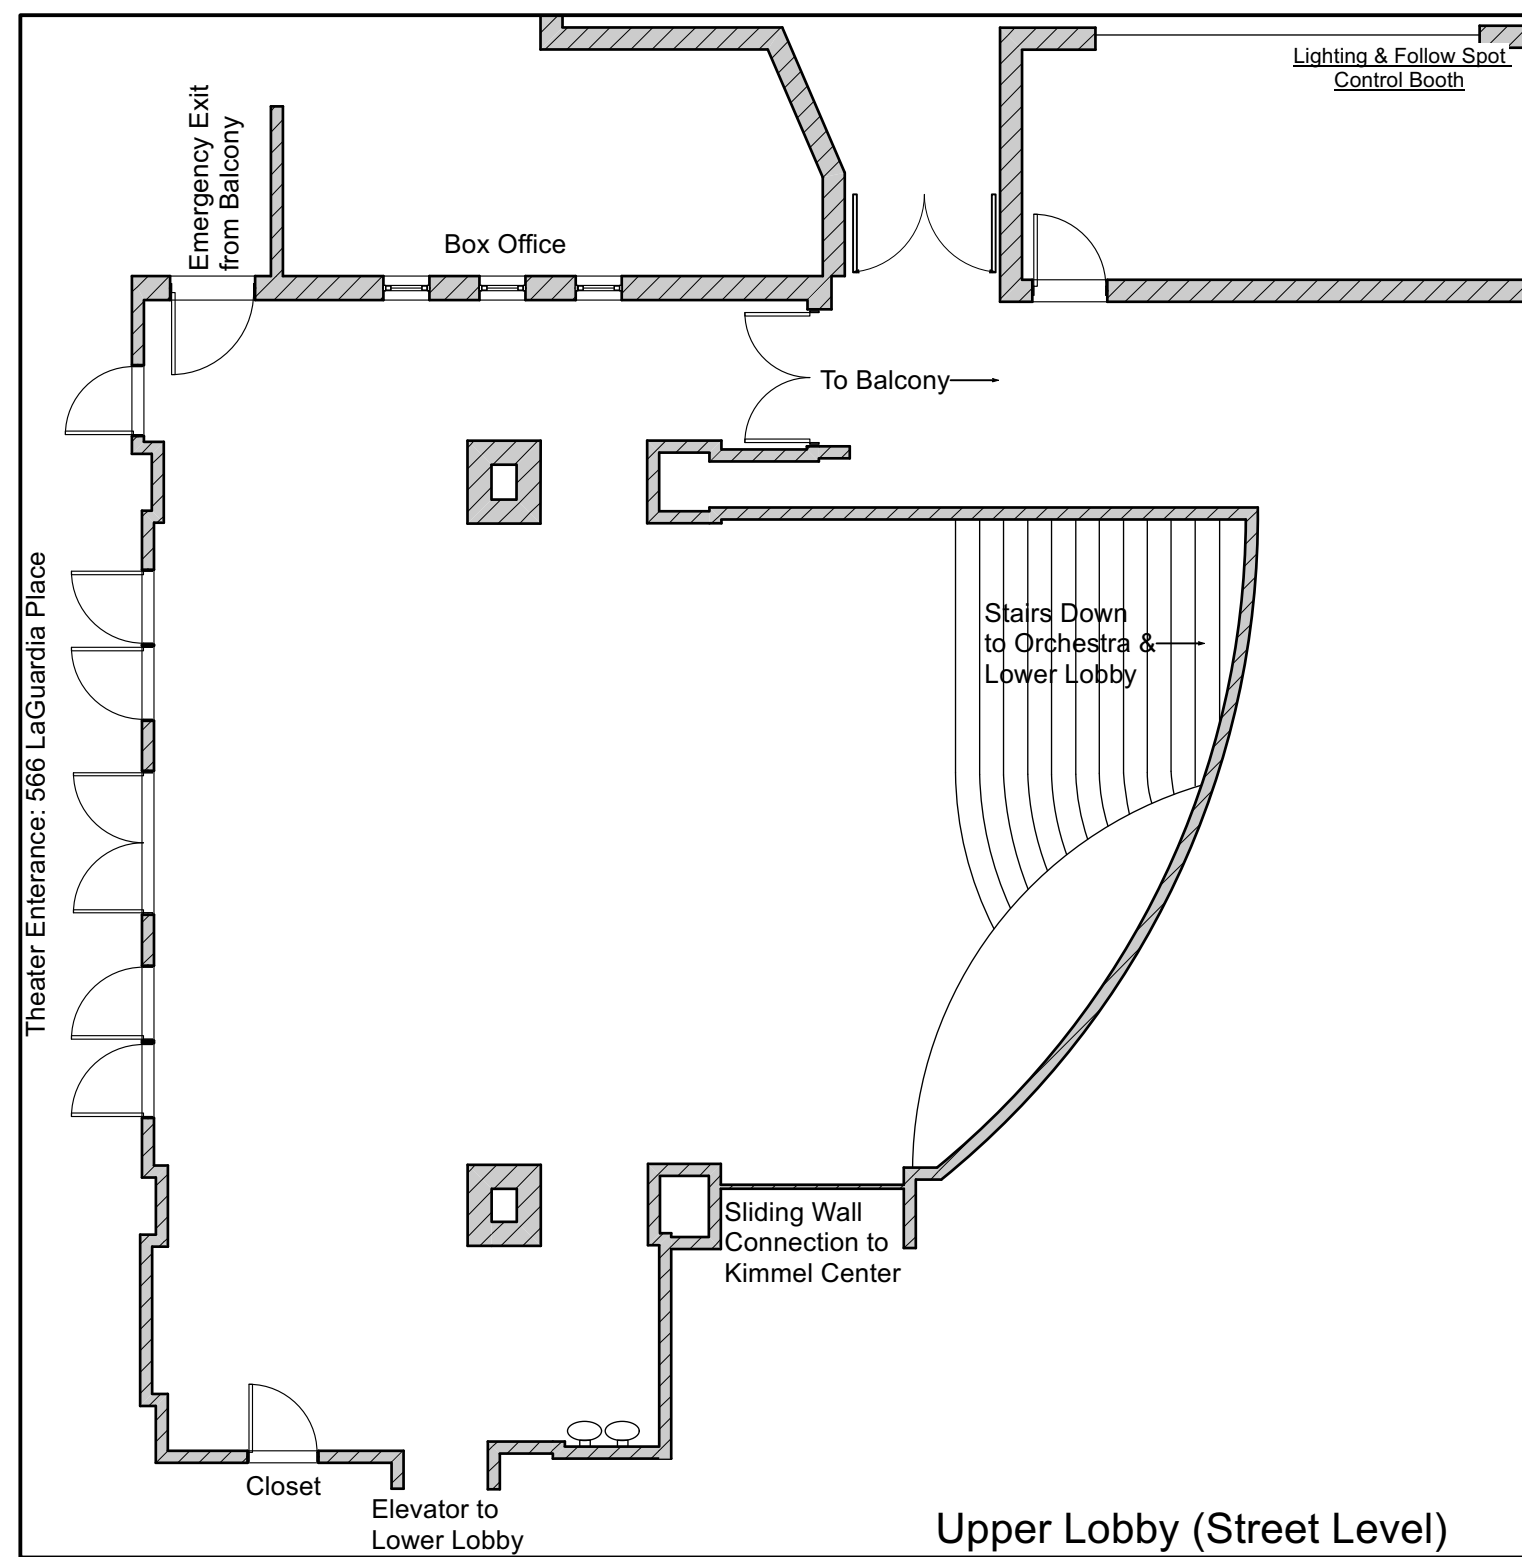 Lighting & Follow Spot
Control Booth
Emergency Exit
from Balcony
Box Office
To Balcony
Theater Enterance: 566 LaGuardia Place
Stairs Down
to Orchestra &
Lower Lobby
Sliding Wall
Connection to
Kimmel Center
Closet
Elevator to
Lower Lobby
Upper Lobby (Street Level)